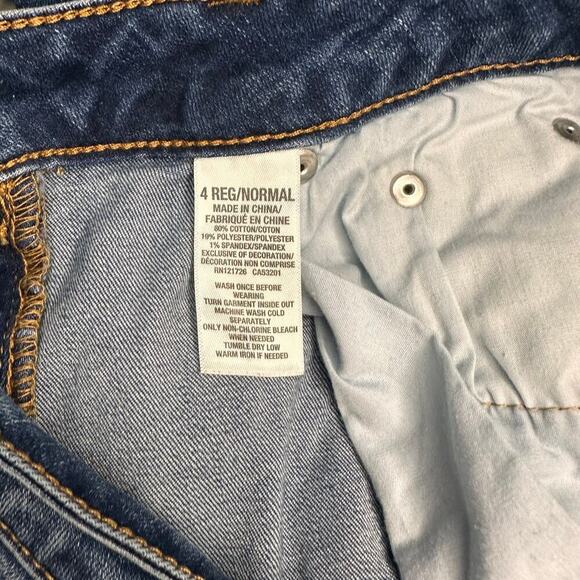 4 REG/NORMAL
MADE IN CHINA/
FABRIQUÉ EN CHINE
80% COTTON/COTON
19% POLYESTER/POLYESTER
1% SPANDEX/SPANDEX
EXCLUSIVE OF DECORATION/
DÉCORATION NON COMPRISE
RN121726 CA53201
WASH ONCE BEFORE
WEARING
TURN GARMENT INSIDE OUT
MACHINE WASH COLD
SEPARATELY
ONLY NON-CHLORINE BLEACH
WHEN NEEDED
TUMBLE DRY LOW
WARM IRON IF NEEDED